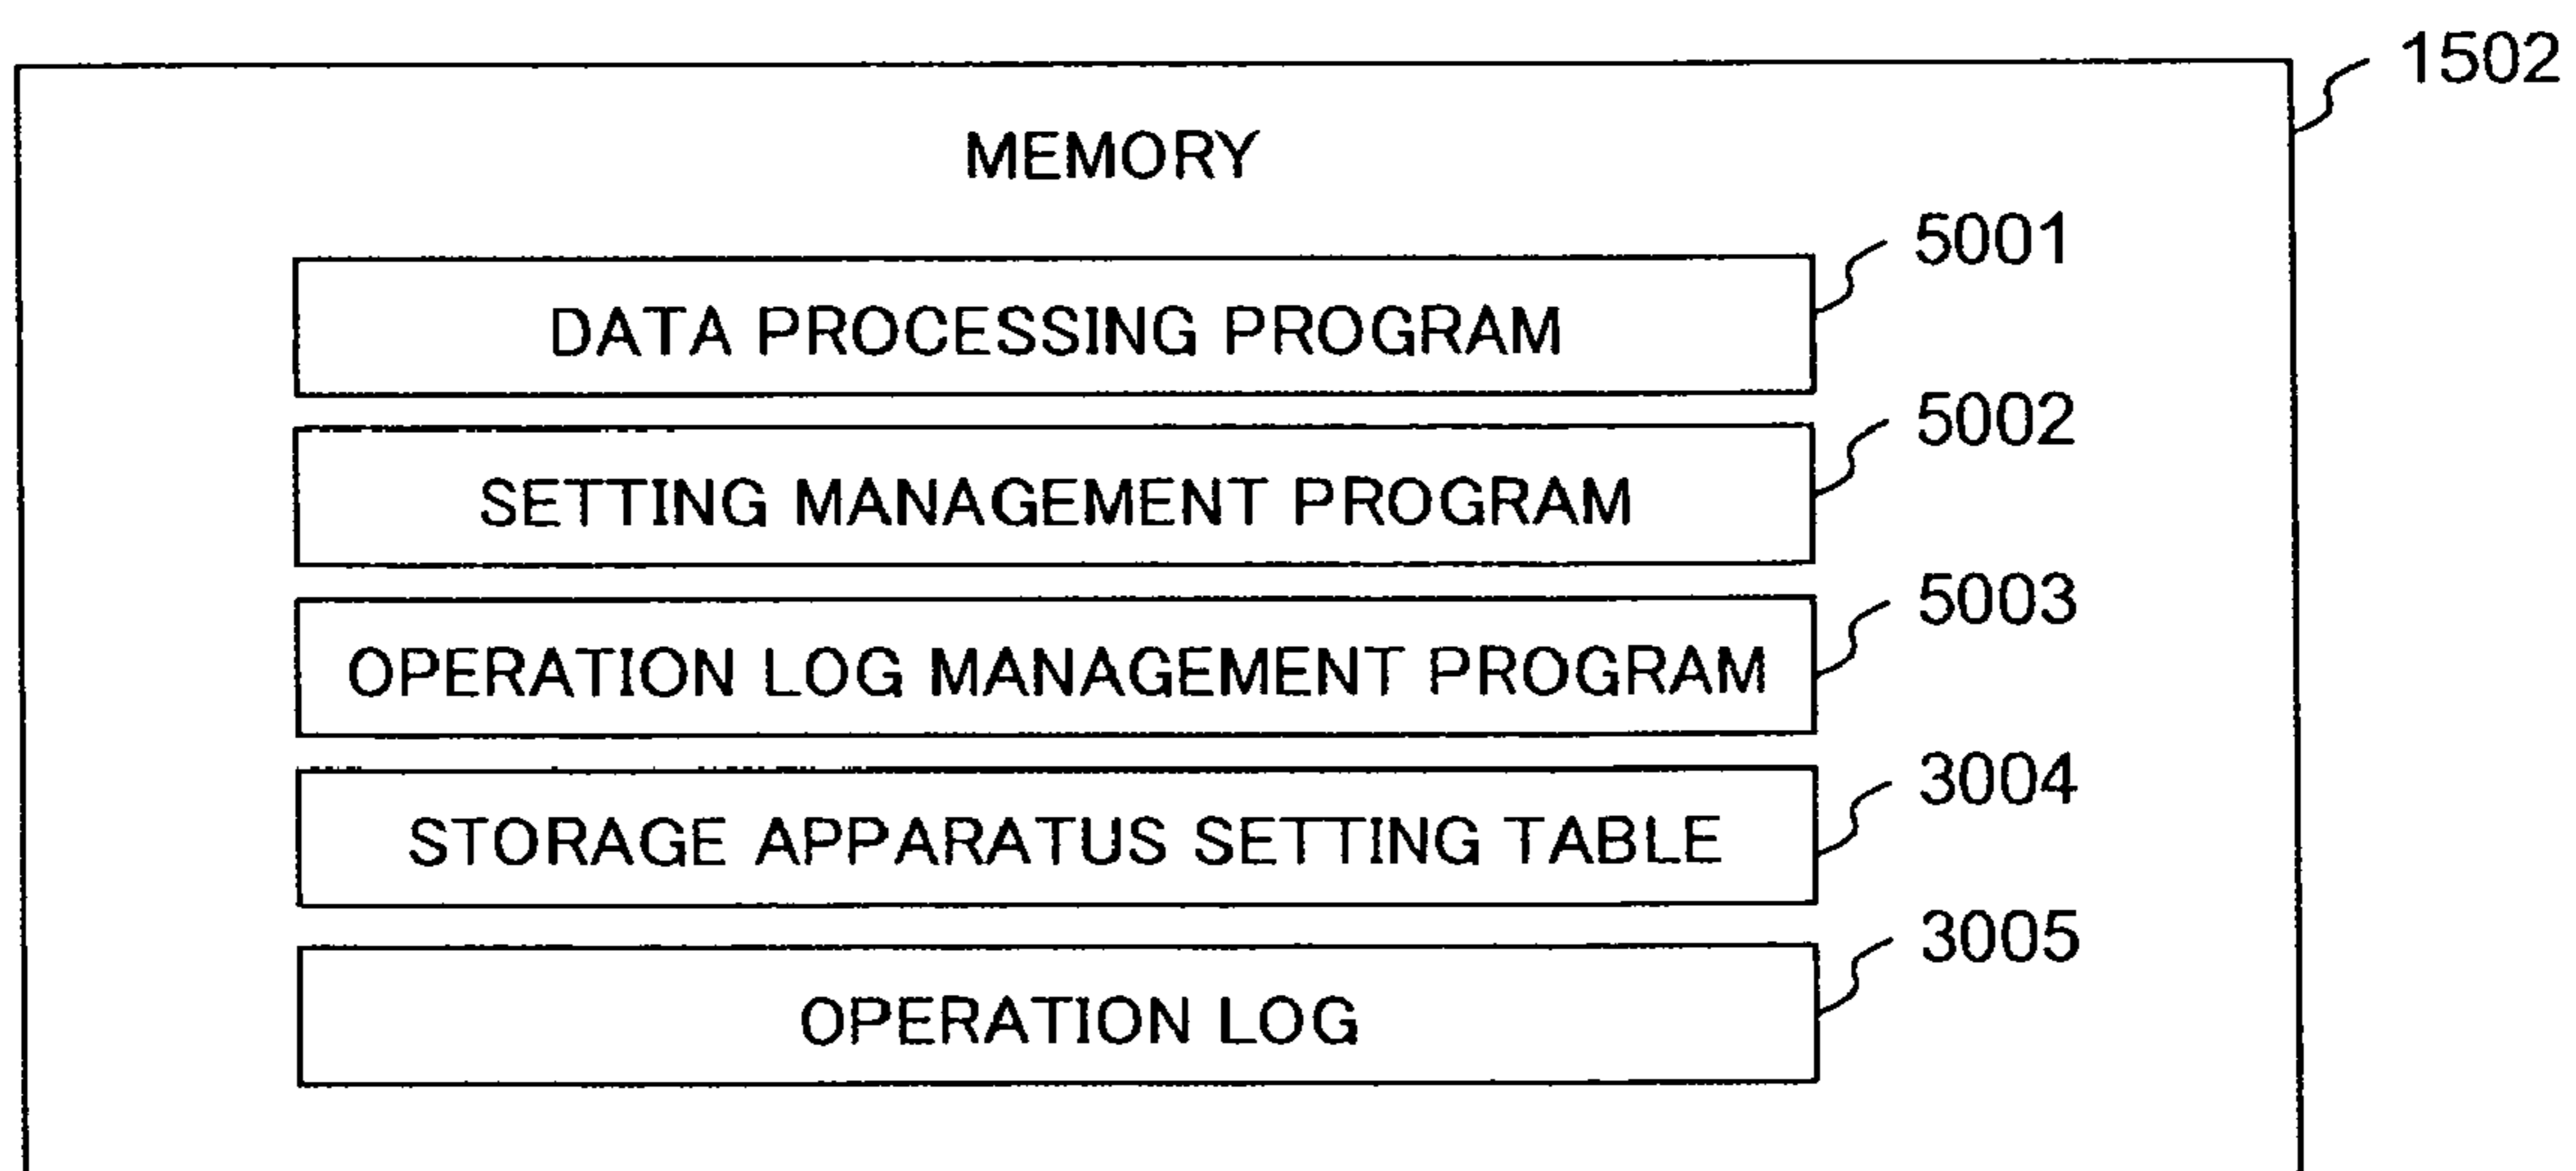 1502
MEMORY
5001
DATA PROCESSING PROGRAM
5002
SETTING MANAGEMENT PROGRAM
5003
OPERATION LOG MANAGEMENT PROGRAM
3004
STORAGE APPARATUS SETTING TABLE
3005
OPERATION LOG